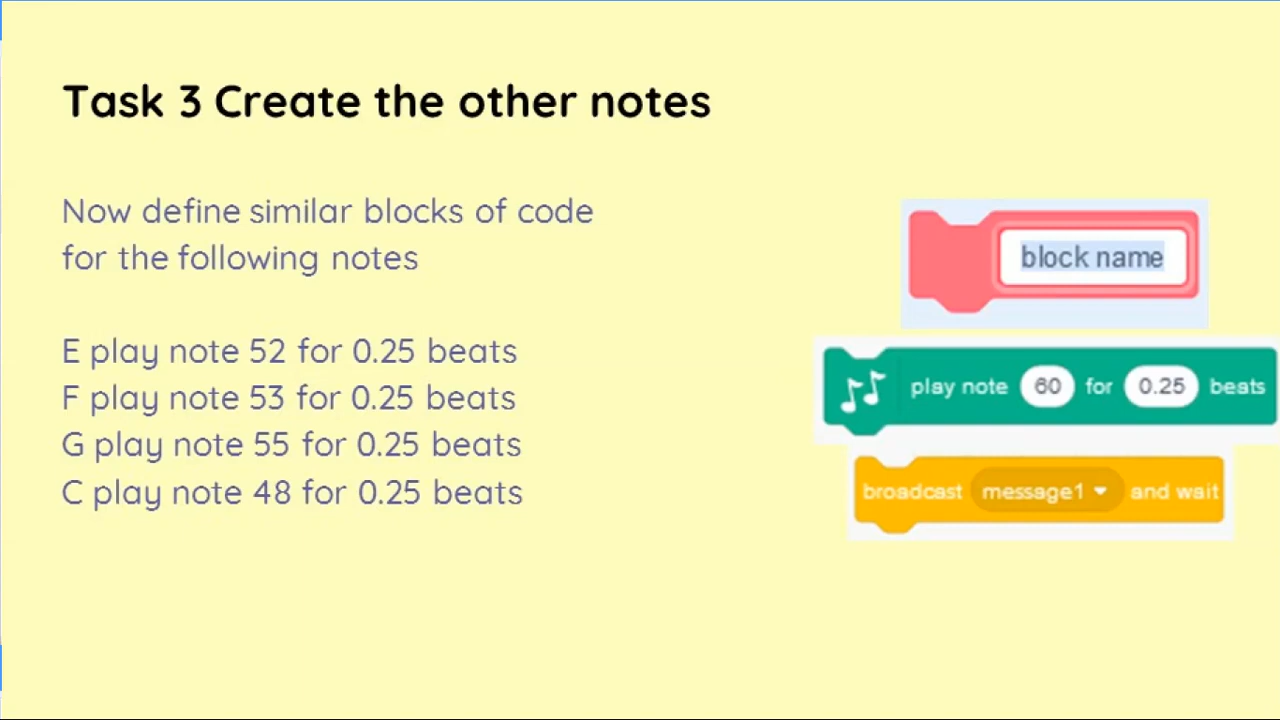 Task 3 Create the other notes
Now define similar blocks of code
for the following notes
E play note 52 for 0.25 beats
F play note 53 for 0.25 beats
G play note 55 for 0.25 beats
C play note 48 for 0.25 beats
block name
play note 60 for 0.25 beats
broadcast message1 and wait